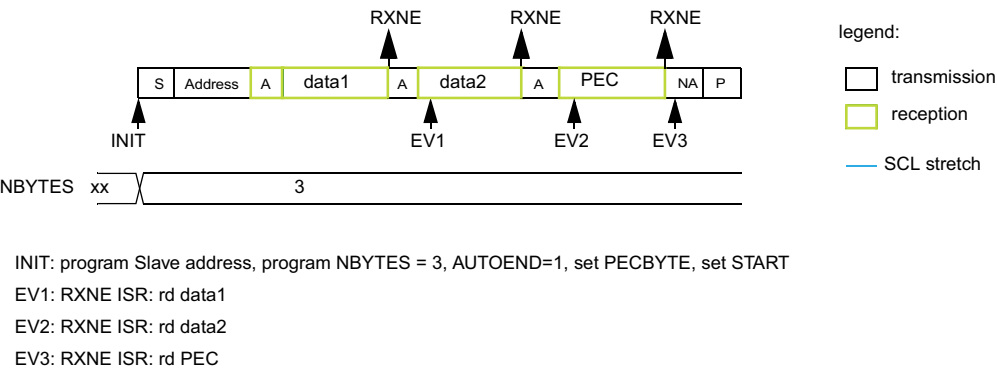 RXNE RXNE RXNE
legend:
S Address A data1 A data2 A PEC NA P
transmission
reception
INIT EV1 EV2 EV3
SCL stretch
NBYTES xx 3
INIT: program Slave address, program NBYTES = 3, AUTOEND=1, set PECBYTE, set START
EV1: RXNE ISR: rd data1
EV2: RXNE ISR: rd data2
EV3: RXNE ISR: rd PEC